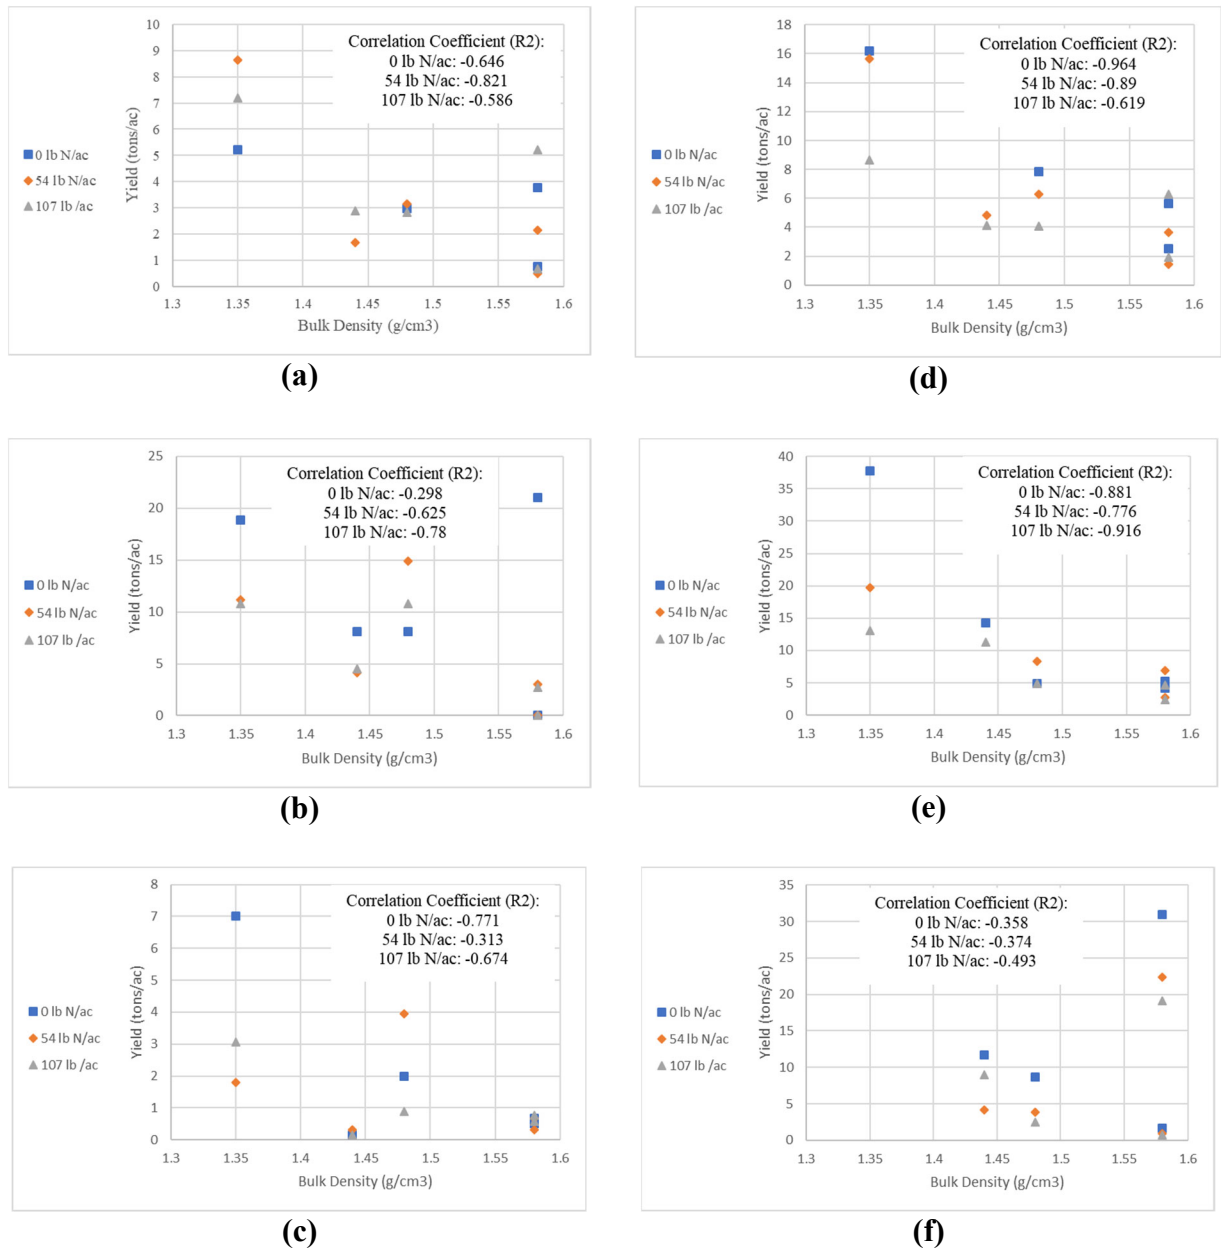 10
9
8
7
6
5
4
3
2
1
0
Yield (tons/ac)
Correlation Coefficient (R2):
0 lb N/ac: -0.646
54 lb N/ac: -0.821
107 lb N/ac: -0.586
0 lb N/ac
54 lb N/ac
107 lb /ac
1.3 1.35 1.4 1.45 1.5 1.55 1.6
Bulk Density (g/cm3)
(a)
18
16
14
12
10
8
6
4
2
0
Yield (tons/ac)
Correlation Coefficient (R2):
0 lb N/ac: -0.964
54 lb N/ac: -0.89
107 lb N/ac: -0.619
0 lb N/ac
54 lb N/ac
107 lb /ac
1.3 1.35 1.4 1.45 1.5 1.55 1.6
Bulk Density (g/cm3)
(d)
25
20
15
10
5
0
Yield (tons/ac)
Correlation Coefficient (R2):
0 lb N/ac: -0.298
54 lb N/ac: -0.625
107 lb N/ac: -0.78
0 lb N/ac
54 lb N/ac
107 lb /ac
1.3 1.35 1.4 1.45 1.5 1.55 1.6
Bulk Density (g/cm3)
(b)
40
35
30
25
20
15
10
5
0
Yield (tons/ac)
Correlation Coefficient (R2):
0 lb N/ac: -0.881
54 lb N/ac: -0.776
107 lb N/ac: -0.916
0 lb N/ac
54 lb N/ac
107 lb /ac
1.3 1.35 1.4 1.45 1.5 1.55 1.6
Bulk Density (g/cm3)
(e)
8
7
6
5
4
3
2
1
0
Yield (tons/ac)
Correlation Coefficient (R2):
0 lb N/ac: -0.771
54 lb N/ac: -0.313
107 lb N/ac: -0.674
0 lb N/ac
54 lb N/ac
107 lb /ac
1.3 1.35 1.4 1.45 1.5 1.55 1.6
Bulk Density (g/cm3)
(c)
35
30
25
20
15
10
5
0
Yield (tons/ac)
Correlation Coefficient (R2):
0 lb N/ac: -0.358
54 lb N/ac: -0.374
107 lb N/ac: -0.493
0 lb N/ac
54 lb N/ac
107 lb /ac
1.3 1.35 1.4 1.45 1.5 1.55 1.6
Bulk Density (g/cm3)
(f)